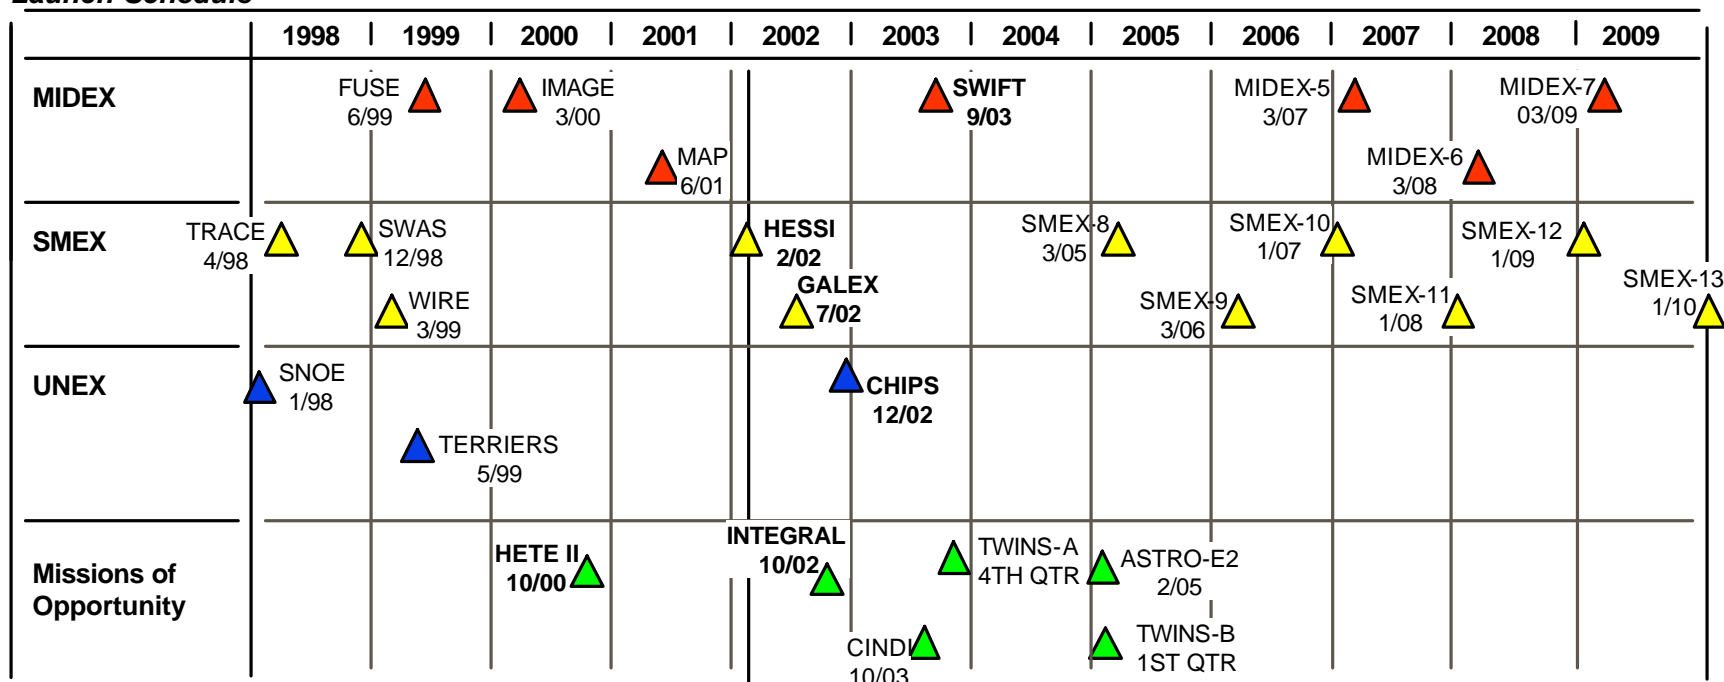 Launch Schedule
1998 1999 2000 2001 2002 2003 2004 2005 2006 2007 2008 2009
MIDEX
FUSE
6/99
IMAGE
3/00
MAP
6/01
SWIFT
9/03
MIDEX-5
3/07
MIDEX-6
3/08
MIDEX-7
03/09
SMEX
TRACE
4/98
SWAS
12/98
WIRE
3/99
HESSI
2/02
GALEX
7/02
SMEX-8
3/05
SMEX-9
3/06
SMEX-10
1/07
SMEX-11
1/08
SMEX-12
1/09
SMEX-13
1/10
UNEX
SNOE
1/98
TERRIERS
5/99
CHIPS
12/02
Missions of
Opportunity
HETE II
10/00
INTEGRAL
10/02
CINDI
10/03
TWINS-A
4TH QTR
ASTRO-E2
2/05
TWINS-B
1ST QTR